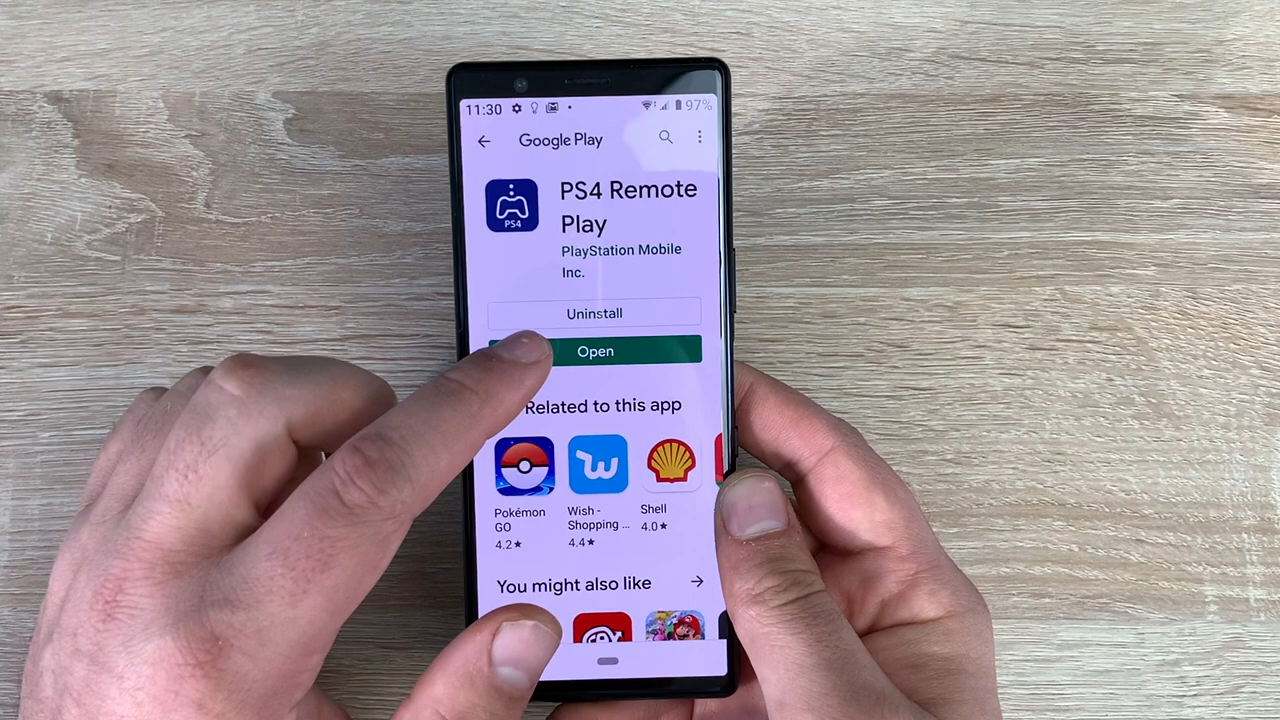 11:30 97%
Google Play
PS4 Remote
Play
PS4
PlayStation Mobile
Inc.
Uninstall
Open
Related to this app
Pokémon
GO
4.2★
Wish -
Shopping ...
4.4★
Shell
4.0★
You might also like